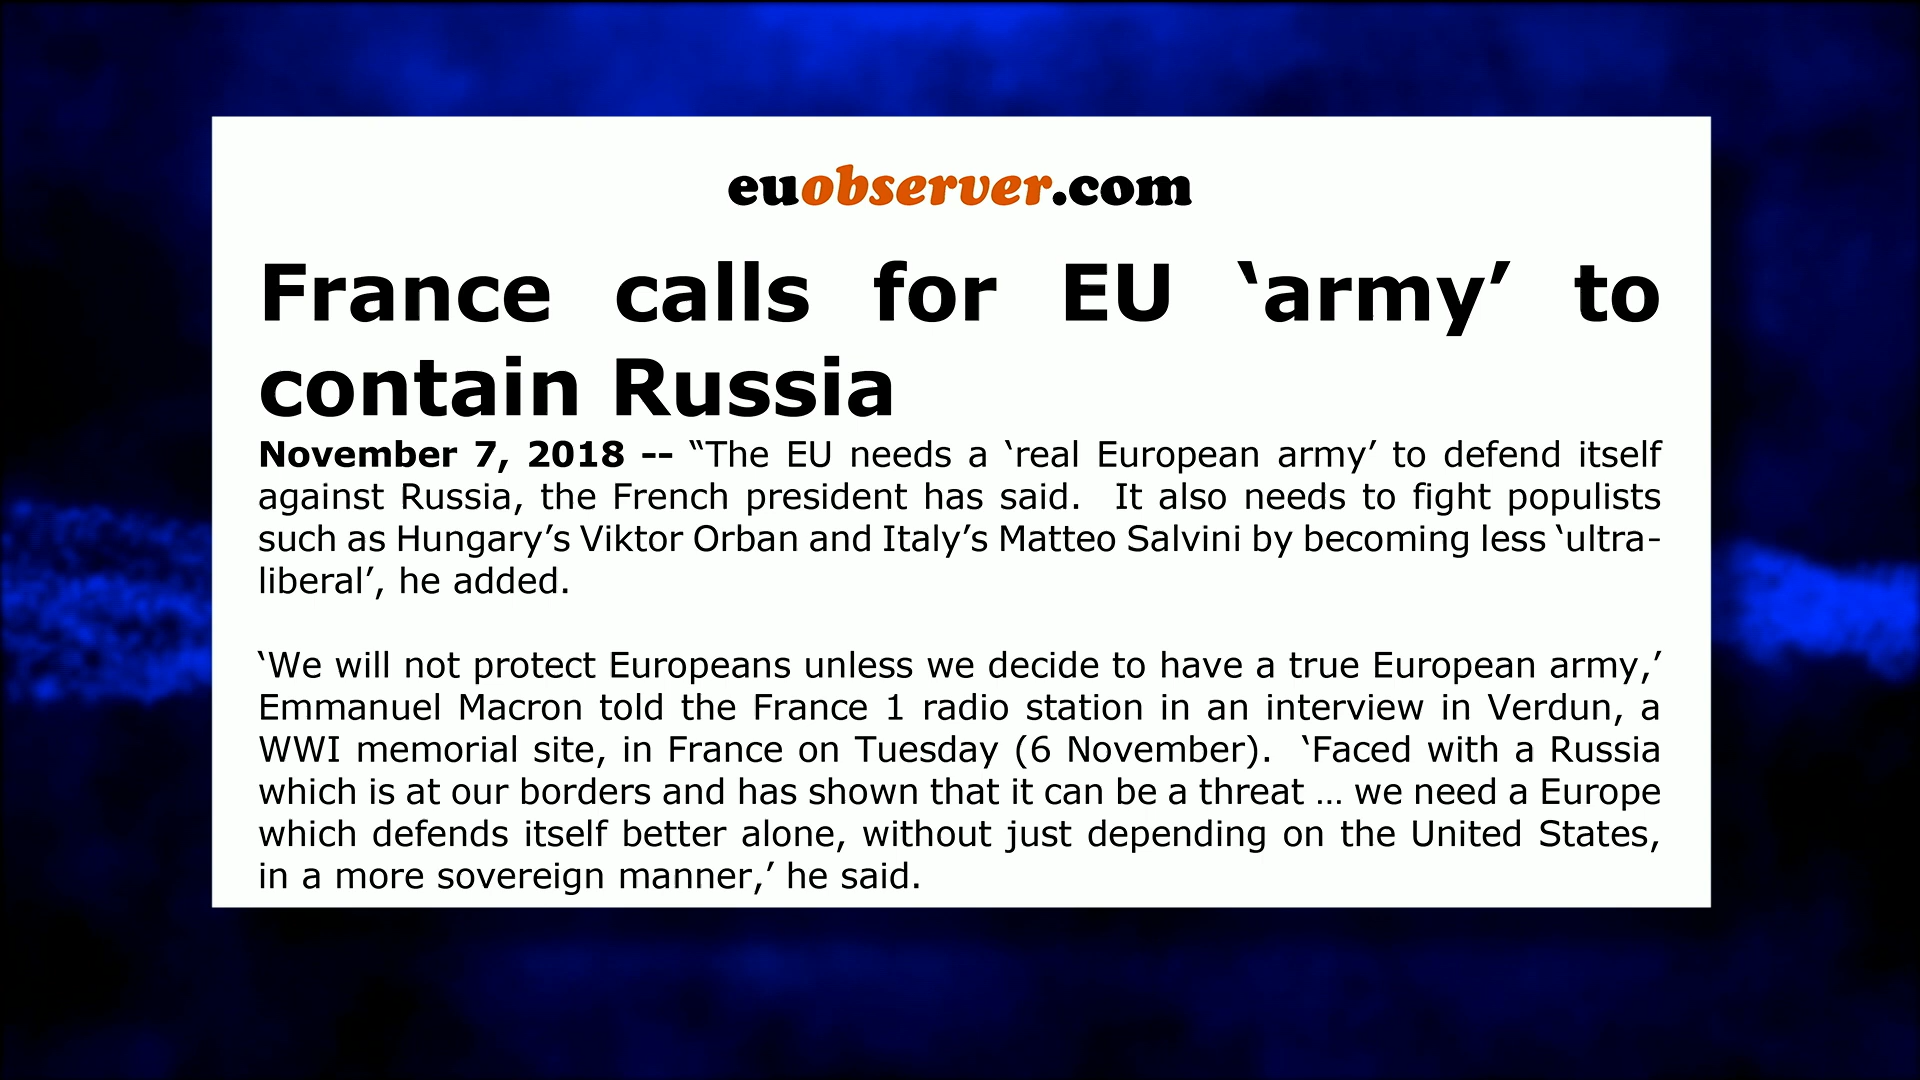 euobserver.com
France calls for EU ‘army’ to
contain Russia
November 7, 2018 -- “The EU needs a ‘real European army’ to defend itself
against Russia, the French president has said.  It also needs to fight populists
such as Hungary’s Viktor Orban and Italy’s Matteo Salvini by becoming less ‘ultra-
liberal’, he added.
‘We will not protect Europeans unless we decide to have a true European army,’
Emmanuel Macron told the France 1 radio station in an interview in Verdun, a
WWI memorial site, in France on Tuesday (6 November).  ‘Faced with a Russia
which is at our borders and has shown that it can be a threat … we need a Europe
which defends itself better alone, without just depending on the United States,
in a more sovereign manner,’ he said.